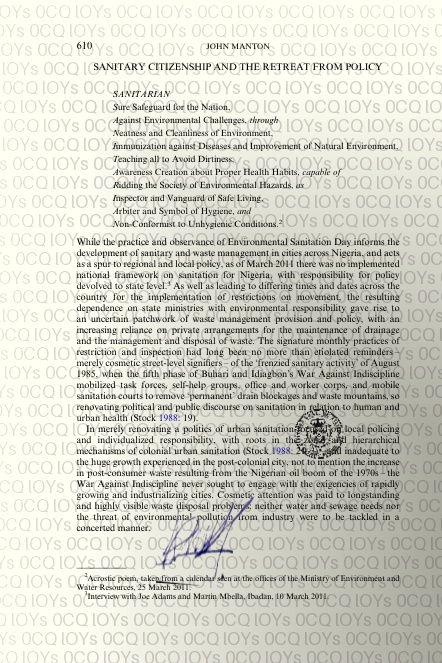 610 JOHN MANTON
SANITARY CITIZENSHIP AND THE RETREAT FROM POLICY
SANITARIAN
Sure Safeguard for the Nation,
Against Environmental Challenges, through
Neatness and Cleanliness of Environment,
Immunization against Diseases and Improvement of Natural Environment,
Teaching all to Avoid Dirtiness,
Awareness Creation about Proper Health Habits, capable of
Ridding the Society of Environmental Hazards, as
Inspector and Vanguard of Safe Living,
Arbiter and Symbol of Hygiene, and
Non-Conformist to Unhygienic Conditions.2
While the practice and observance of Environmental Sanitation Day informs the
development of sanitary and waste management in cities across Nigeria, and acts
as a spur to regional and local policy, as of March 2011 there was no implemented
national framework on sanitation for Nigeria, with responsibility for policy
devolved to state level.3 As well as leading to differing times and dates across the
country for the implementation of restrictions on movement, the resulting
dependence on state ministries with environmental responsibility gave rise to
an uncertain patchwork of waste management provision and policy, with an
increasing reliance on private arrangements for the maintenance of drainage
and the management and disposal of waste. The signature monthly practices of
restriction and inspection had long been no more than etiolated reminders –
merely cosmetic street-level signifiers – of the 'frenzied sanitary activity' of August
1985, when the fifth phase of Buhari and Idiagbon's War Against Indiscipline
mobilized task forces, self-help groups, office and worker corps, and mobile
sanitation courts to remove 'permanent' drain blockages and waste mountains, so
renovating political and public discourse on sanitation in relation to human and
urban health (Stock 1988: 19).
In merely renovating a politics of urban sanitation focused on local policing
and individualized responsibility, with roots in the and hierarchical
mechanisms of colonial urban sanitation (Stock 1988: and inadequate to
the huge growth experienced in the post-colonial city, not to mention the increase
in post-consumer waste resulting from the Nigerian oil boom of the 1970s – the
War Against Indiscipline never sought to engage with the exigencies of rapidly
growing and industrializing cities. Cosmetic attention was paid to longstanding
and highly visible waste disposal problems; neither water and sewage needs nor
the threat of environmental pollution from industry were to be tackled in a
concerted manner.
2Acrostic poem, taken from a calendar seen at the offices of the Ministry of Environment and
Water Resources, 25 March 2011.
3Interview with Joe Adams and Martin Mbella, Ibadan, 10 March 2011.